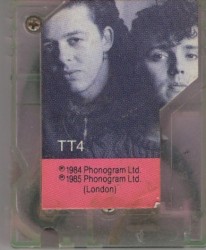 TT4
℗1984 Phonogram Ltd.
℗1985 Phonogram Ltd.
(London)